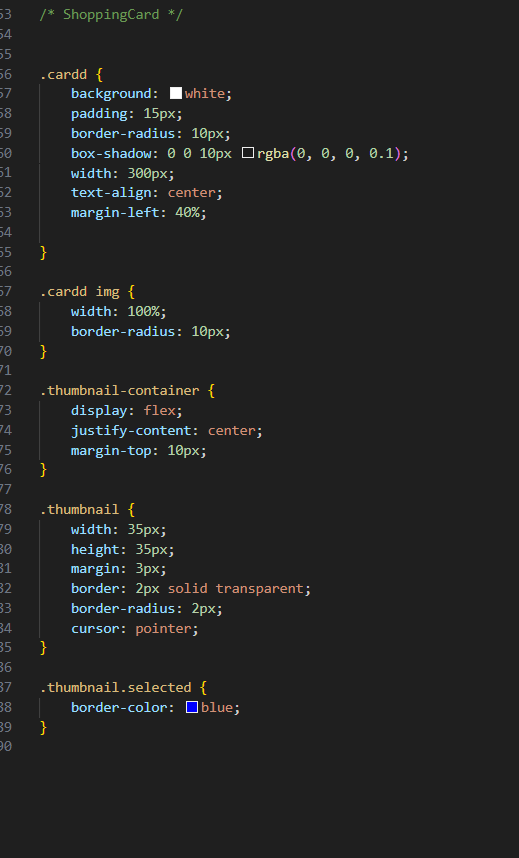 53 /* ShoppingCard */
54
55
56 .cardd {
57 background: white;
58 padding: 15px;
59 border-radius: 10px;
60 box-shadow: 0 0 10px rgba(0, 0, 0, 0.1);
61 width: 300px;
62 text-align: center;
63 margin-left: 40%;
64
65 }
66
67 .cardd img {
68 width: 100%;
69 border-radius: 10px;
70 }
71
72 .thumbnail-container {
73 display: flex;
74 justify-content: center;
75 margin-top: 10px;
76 }
77
78 .thumbnail {
79 width: 35px;
80 height: 35px;
81 margin: 3px;
82 border: 2px solid transparent;
83 border-radius: 2px;
84 cursor: pointer;
85 }
86
87 .thumbnail.selected {
88 border-color: blue;
89 }
90